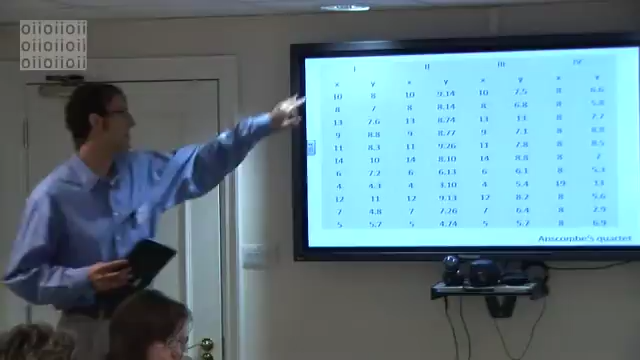 oiioiioii
oiioiioii
oiioiioii
I II III IV
x y x y x y x y
10 8 10 9.14 10 7.5 8 6.6
8 7 8 8.14 8 6.8 8 5.8
13 7.6 13 8.74 13 13 8 7.7
9 8.8 9 8.77 9 7.1 8 8.8
11 8.3 11 9.26 11 7.8 8 8.5
14 10 14 8.10 14 8.8 8 7
6 7.2 6 6.13 6 6.1 8 5.3
4 4.3 4 3.10 4 5.4 19 13
12 11 12 9.13 12 8.2 8 5.6
7 4.8 7 7.26 7 6.4 8 7.9
5 5.7 5 4.74 5 5.7 8 6.9
Anscombe's quartet